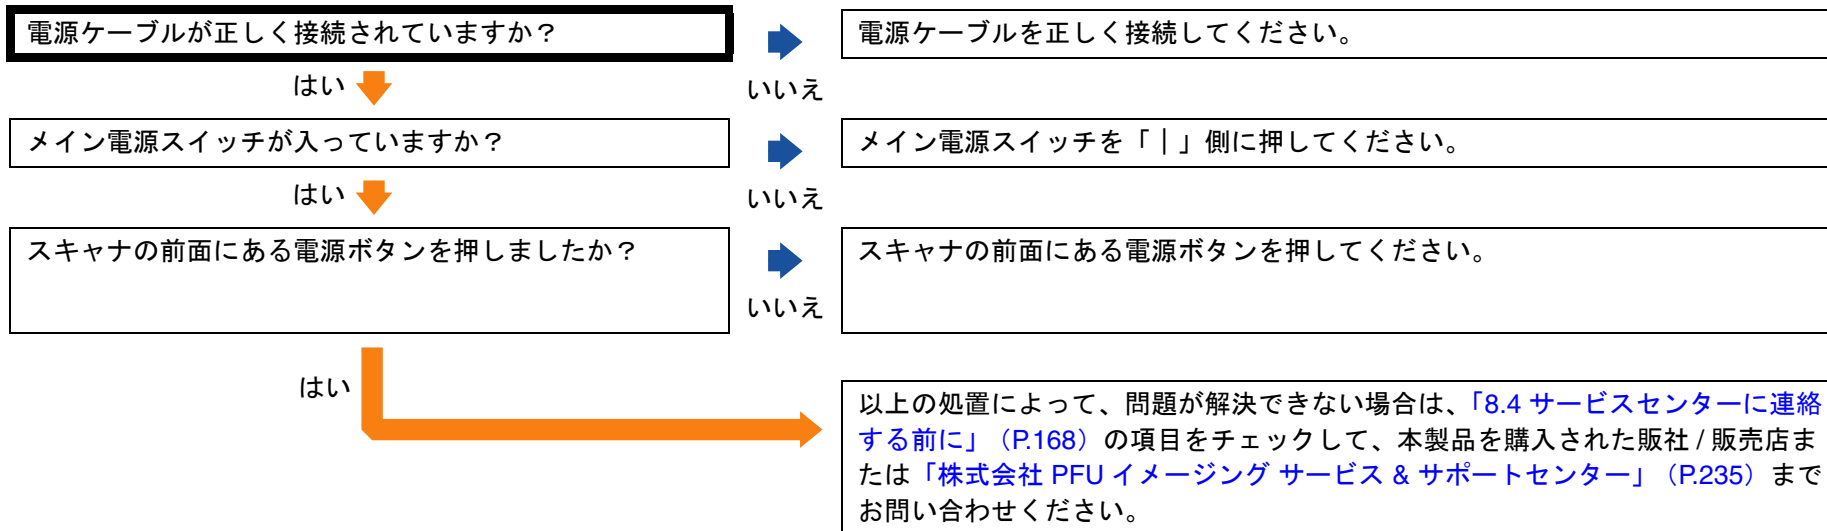 電源ケーブルが正しく接続されていますか？
電源ケーブルを正しく接続してください。
はい
いいえ
メイン電源スイッチが入っていますか？
メイン電源スイッチを「｜」側に押してください。
はい
いいえ
スキャナの前面にある電源ボタンを押しましたか？
スキャナの前面にある電源ボタンを押してください。
いいえ
はい
以上の処置によって、問題が解決できない場合は、「8.4 サービスセンターに連絡
する前に」（P.168）の項目をチェックして、本製品を購入された販社 / 販売店ま
たは「株式会社 PFU イメージング サービス & サポートセンター」（P.235）まで
お問い合わせください。